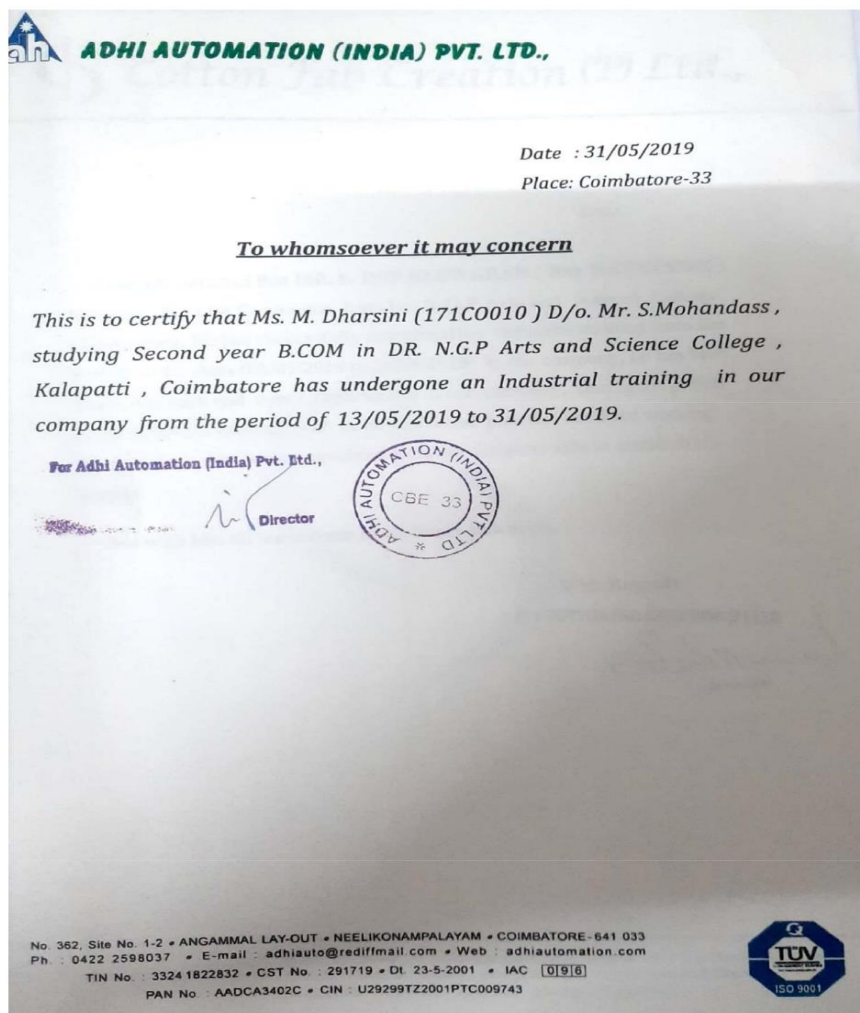 ah
ADHI AUTOMATION (INDIA) PVT. LTD.,
Date : 31/05/2019
Place: Coimbatore-33
To whomsoever it may concern
This is to certify that Ms. M. Dharsini (171CO010 ) D/o. Mr. S.Mohandass ,
studying Second year B.COM in DR. N.G.P Arts and Science College ,
Kalapatti , Coimbatore has undergone an Industrial training in our
company from the period of 13/05/2019 to 31/05/2019.
For Adhi Automation (India) Pvt. Ltd.,
Director
ADHI AUTOMATION (INDIA) PVT LTD *
CBE 33
No. 362, Site No. 1-2 • ANGAMMAL LAY-OUT • NEELIKONAMPALAYAM • COIMBATORE-641 033
Ph. : 0422 2598037 • E-mail : adhiauto@rediffmail.com • Web : adhiautomation.com
TIN No. : 3324 1822832 • CST No. : 291719 • Dt. 23-5-2001 • IAC 096
PAN No. : AADCA3402C • CIN : U29299TZ2001PTC009743
TÜV
ISO 9001